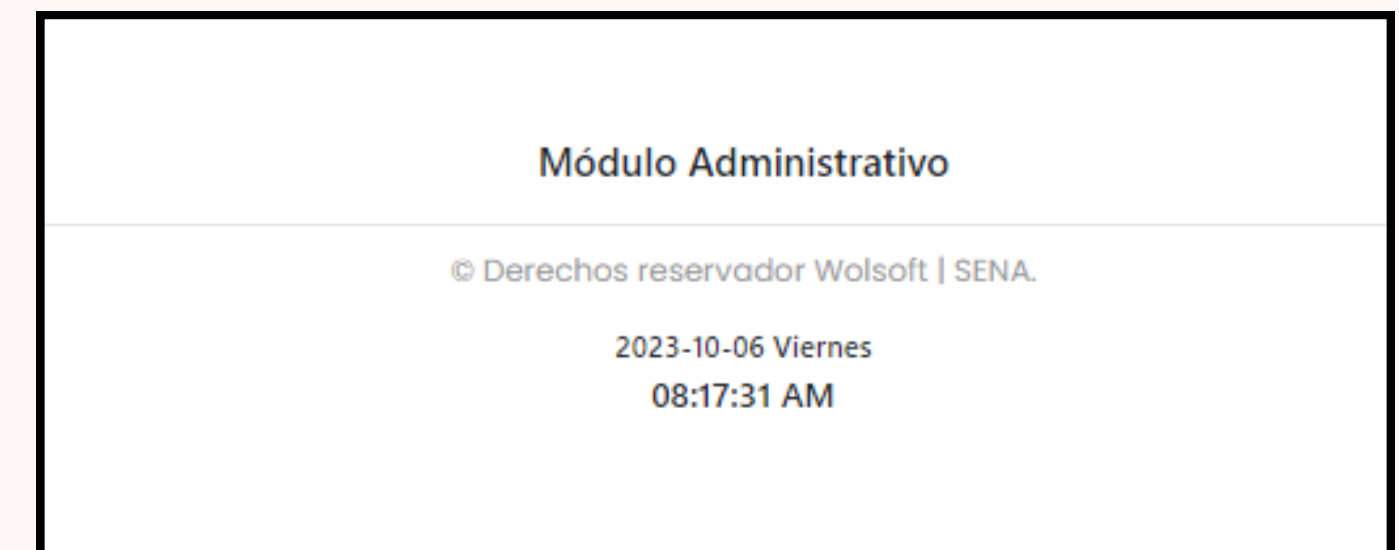 Módulo Administrativo
© Derechos reservador Wolsoft | SENA.
2023-10-06 Viernes
08:17:31 AM